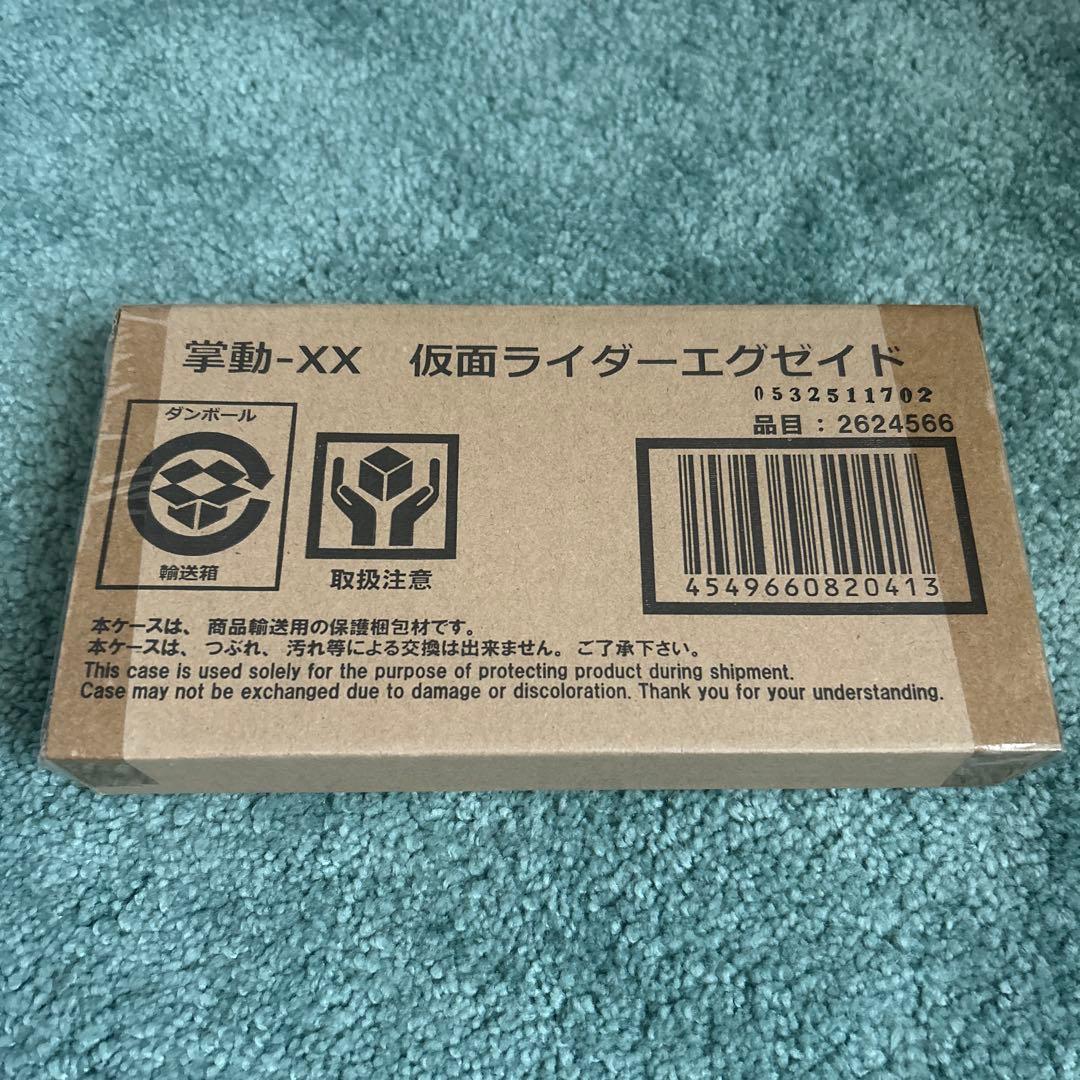 掌動-XX 仮面ライダーエグゼイド
0532511702
品目：2624566
ダンボール
輸送箱
取扱注意
4549660820413
本ケースは、商品輸送用の保護梱包材です。
本ケースは、つぶれ、汚れ等による交換は出来ません。ご了承下さい。
This case is used solely for the purpose of protecting product during shipment.
Case may not be exchanged due to damage or discoloration. Thank you for your understanding.